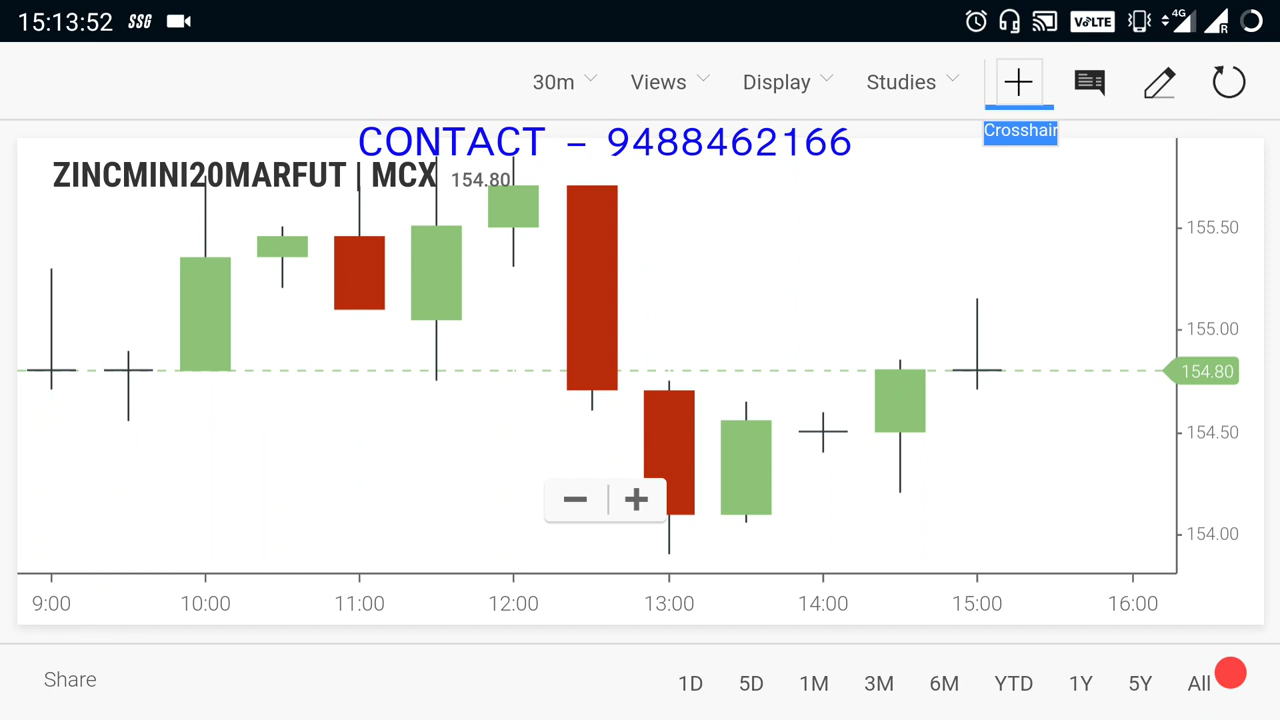 15:13:52 SSG VoLTE 4G R
30m Views Display Studies
Crosshair
CONTACT - 9488462166
ZINCMINI20MARFUT | MCX 154.80
155.50
155.00
154.80
154.50
154.00
9:00 10:00 11:00 12:00 13:00 14:00 15:00 16:00
Share 1D 5D 1M 3M 6M YTD 1Y 5Y All